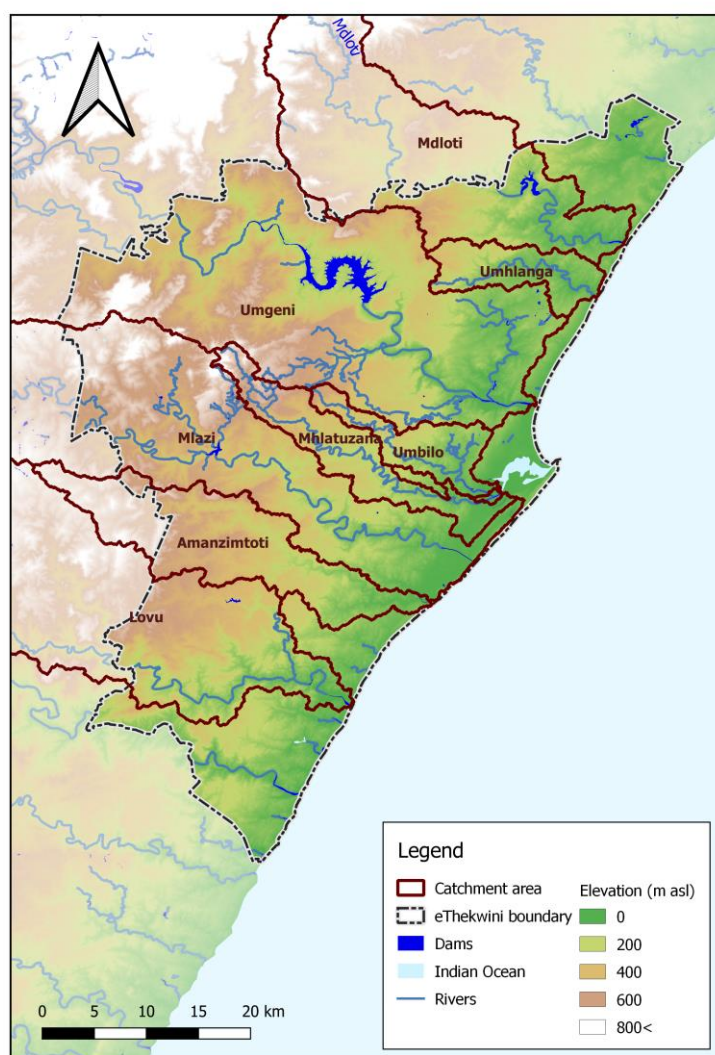 Mdloti
Mdloti
Umhlanga
Umgeni
Mlazi
Mhlatuzana
Umbilo
Amanzimtoti
Lovu
Legend
Catchment area
eThekwini boundary
Dams
Indian Ocean
Rivers
Elevation (m asl)
0
200
400
600
800<
0 5 10 15 20 km